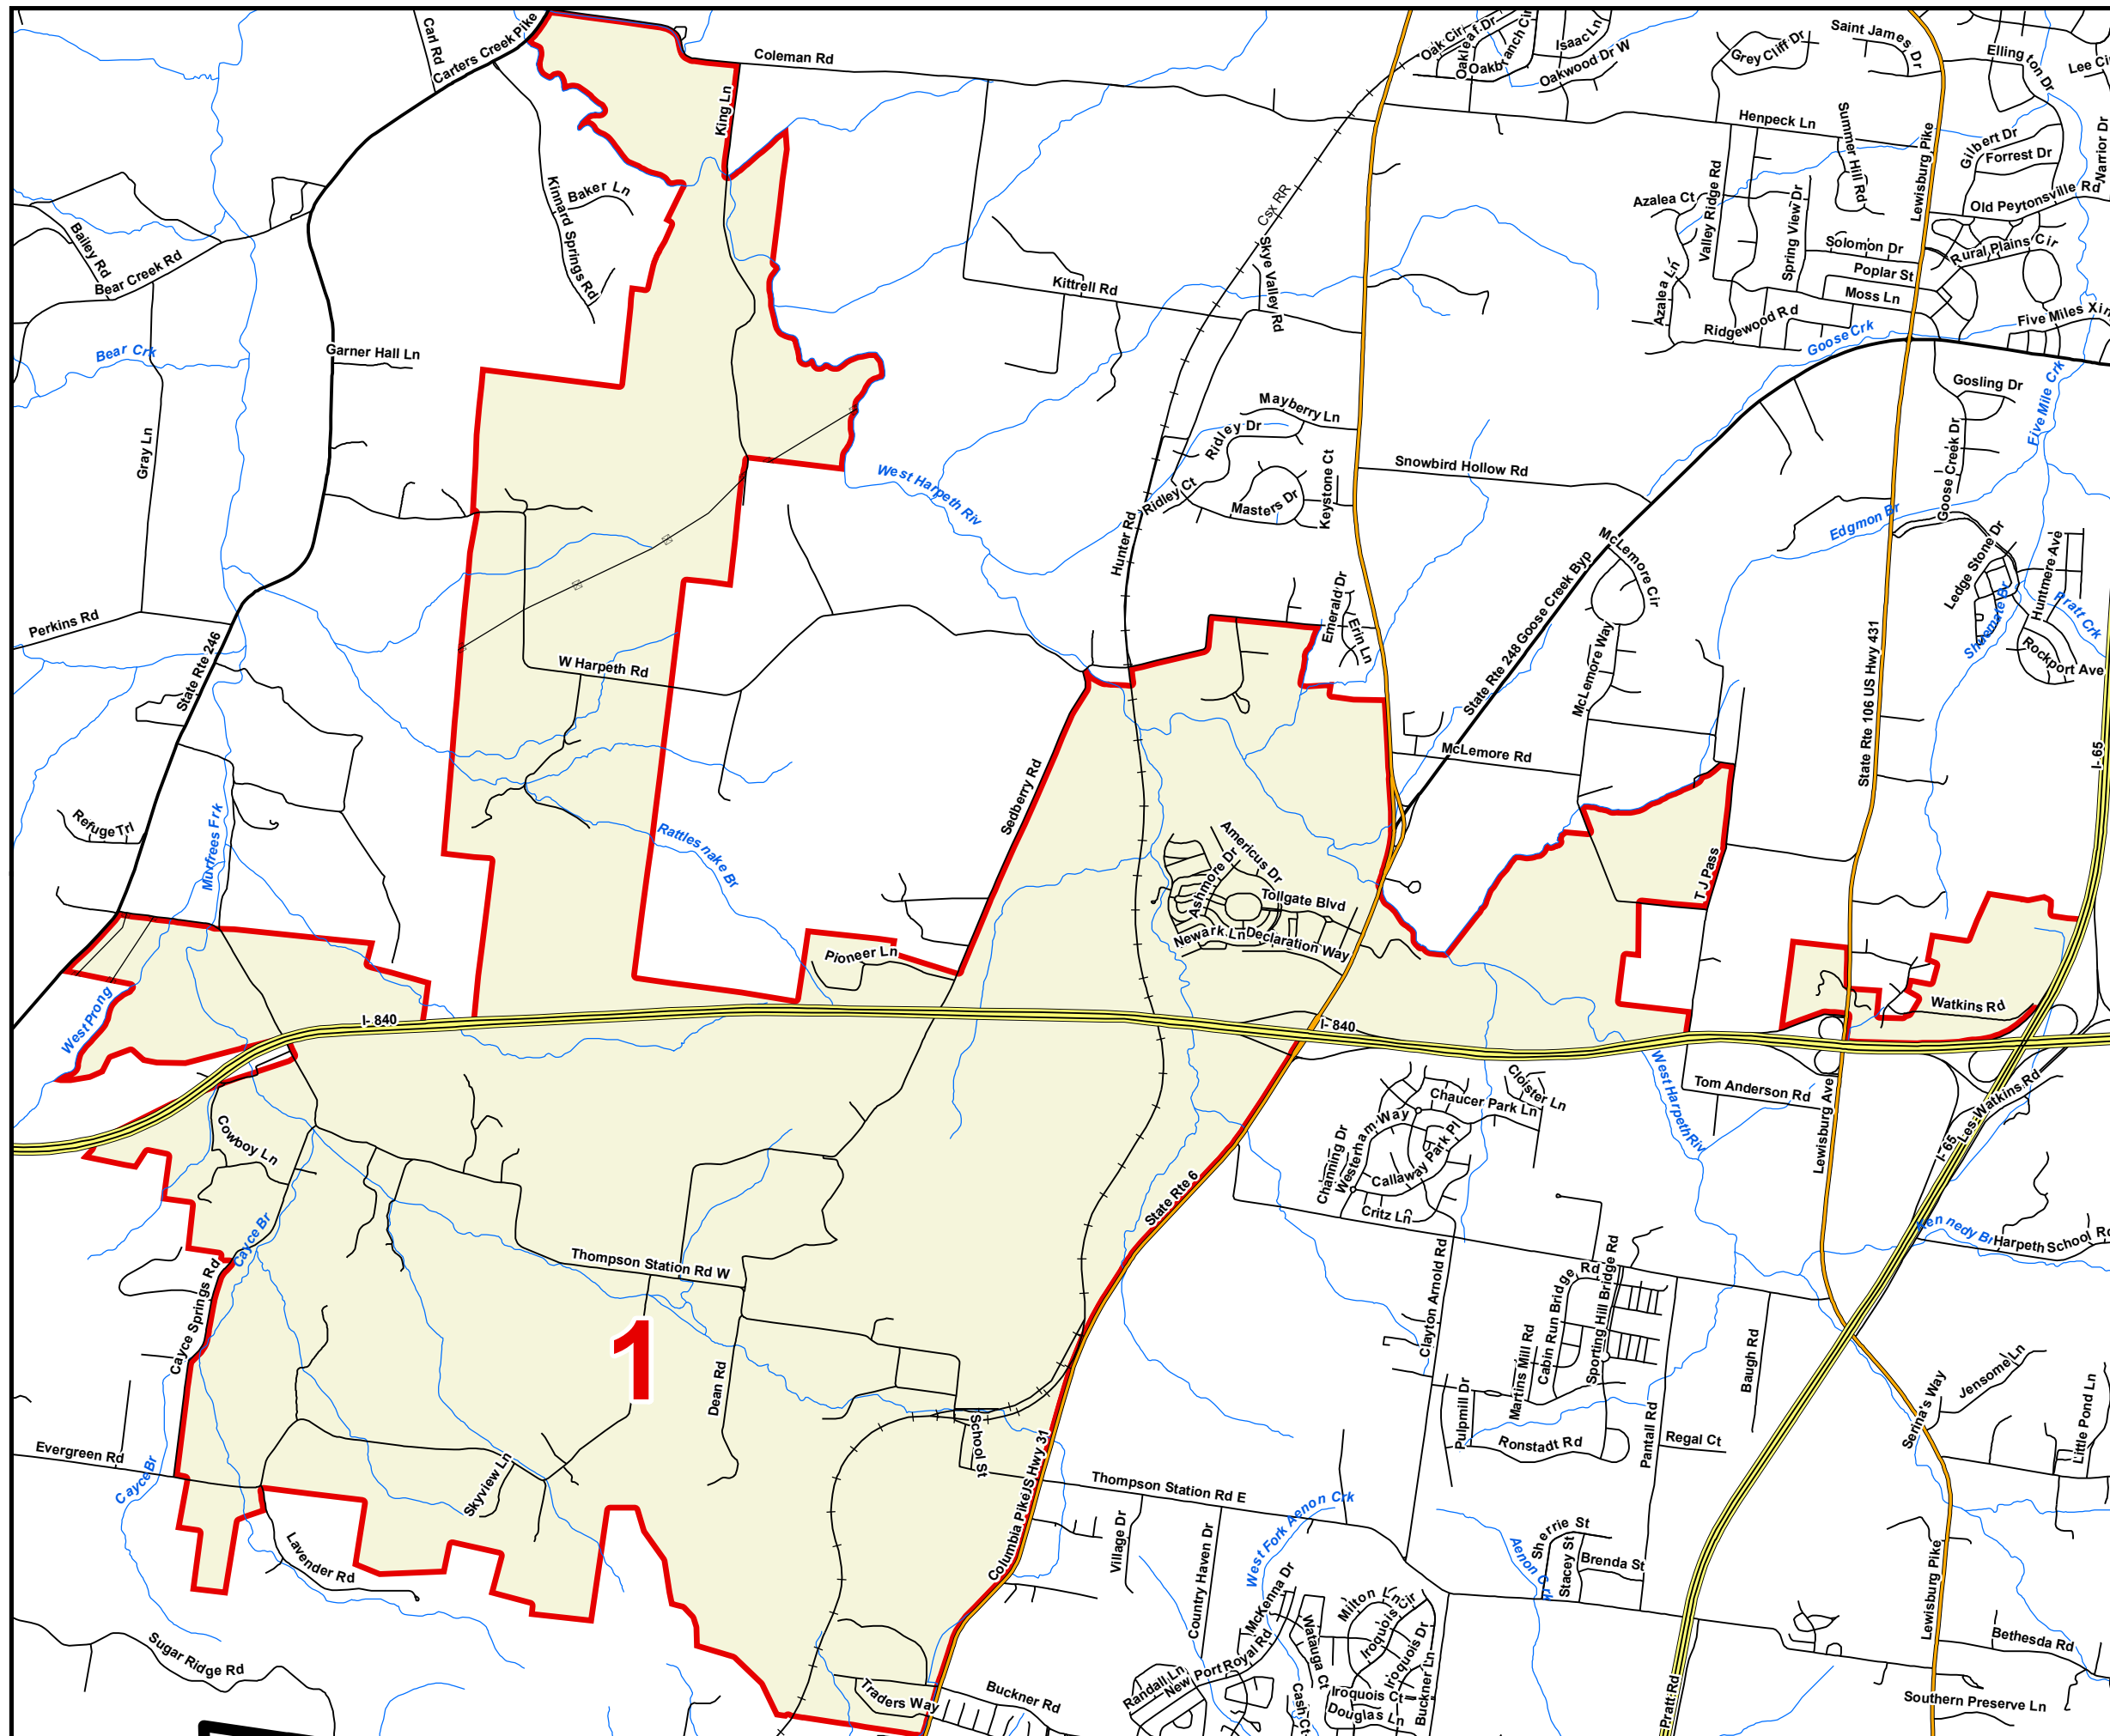 Carl Rd
Carters Creek Pike
Coleman Rd
King Ln
Oak Cir
Oakleaf Dr
Oakbranch Cir
Isaac Ln
Oakwood Dr W
Grey Cliff Dr
Saint James Dr
Ellington Dr
Henpeck Ln
Summer Hill Rd
Lewisburg Pike
Gilbert Dr
Forrest Dr
Warrior Dr
Old Peytonsville Rd
Kinnard Springs Rd
Baker Ln
Csx RR
Skye Valley Rd
Azalea Ct
Valley Ridge Rd
Spring View Dr
Solomon Dr
Rural Plains Cir
Poplar St
Moss Ln
Azalea Ln
Ridgewood Rd
Goose Crk
Bailey Rd
Bear Creek Rd
Kittrell Rd
Bear Crk
Garner Hall Ln
Gray Ln
Mayberry Ln
Ridley Dr
Gosling Dr
Five Mile Crk
West Harpeth Riv
Ridley Ct
Masters Dr
Keystone Ct
Snowbird Hollow Rd
Goose Creek Dr
Edgmon Br
Hunter Rd
McLemore Cir
State Rte 248 Goose Creek Byp
Ledge Stone Dr
Huntmere Ave
Pratt Crk
Rockport Ave
Perkins Rd
State Rte 246
W Harpeth Rd
Emerald Dr
Erin Ln
McLemore Way
State Rte 106 US Hwy 431
I- 65
McLemore Rd
Refuge Trl
Murfrees Frk
Rattlesnake Br
Sedberry Rd
Americus Dr
Ashmore Dr
Tollgate Blvd
Newark Ln
Declaration Way
T J Pass
Pioneer Ln
West Prong
I- 840
I- 840
Watkins Rd
West Harpeth Riv
Tom Anderson Rd
Lewisburg Ave
Les Watkins Rd
I- 65
Cowboy Ln
Cloister Ln
Chaucer Park Ln
Channing Dr
Westerham Way
Callaway Park Pl
Critz Ln
State Rte 6
Kennedy Br
Harpeth School Rd
Cayce Br
Cayce Springs Rd
Thompson Station Rd W
1
Dean Rd
Clayton Arnold Rd
Cabin Run Bridge Rd
Sporting Hill Bridge Rd
Martins Mill Rd
Baugh Rd
Pulpmill Dr
Ronstadt Rd
Pantall Rd
Regal Ct
Serina's Way
Jensome Ln
Little Pond Ln
Evergreen Rd
Cayce Br
Skyview Ln
School St
Columbia Pike
US Hwy 31
Thompson Station Rd E
Village Dr
Country Haven Dr
West Fork Aenon Crk
Aenon Crk
Sherrie St
Stacey St
Brenda St
Lavender Rd
Sugar Ridge Rd
Traders Way
Buckner Rd
Randall Ln
New Port Royal Rd
McKenna Dr
Watauga Ct
Cash Ct
Milton Ln
Iroquois Cir
Iroquois Dr
Iroquois Ct
Douglas Ln
Buckner Ln
Pratt Rd
Lewisburg Pike
Bethesda Rd
Southern Preserve Ln